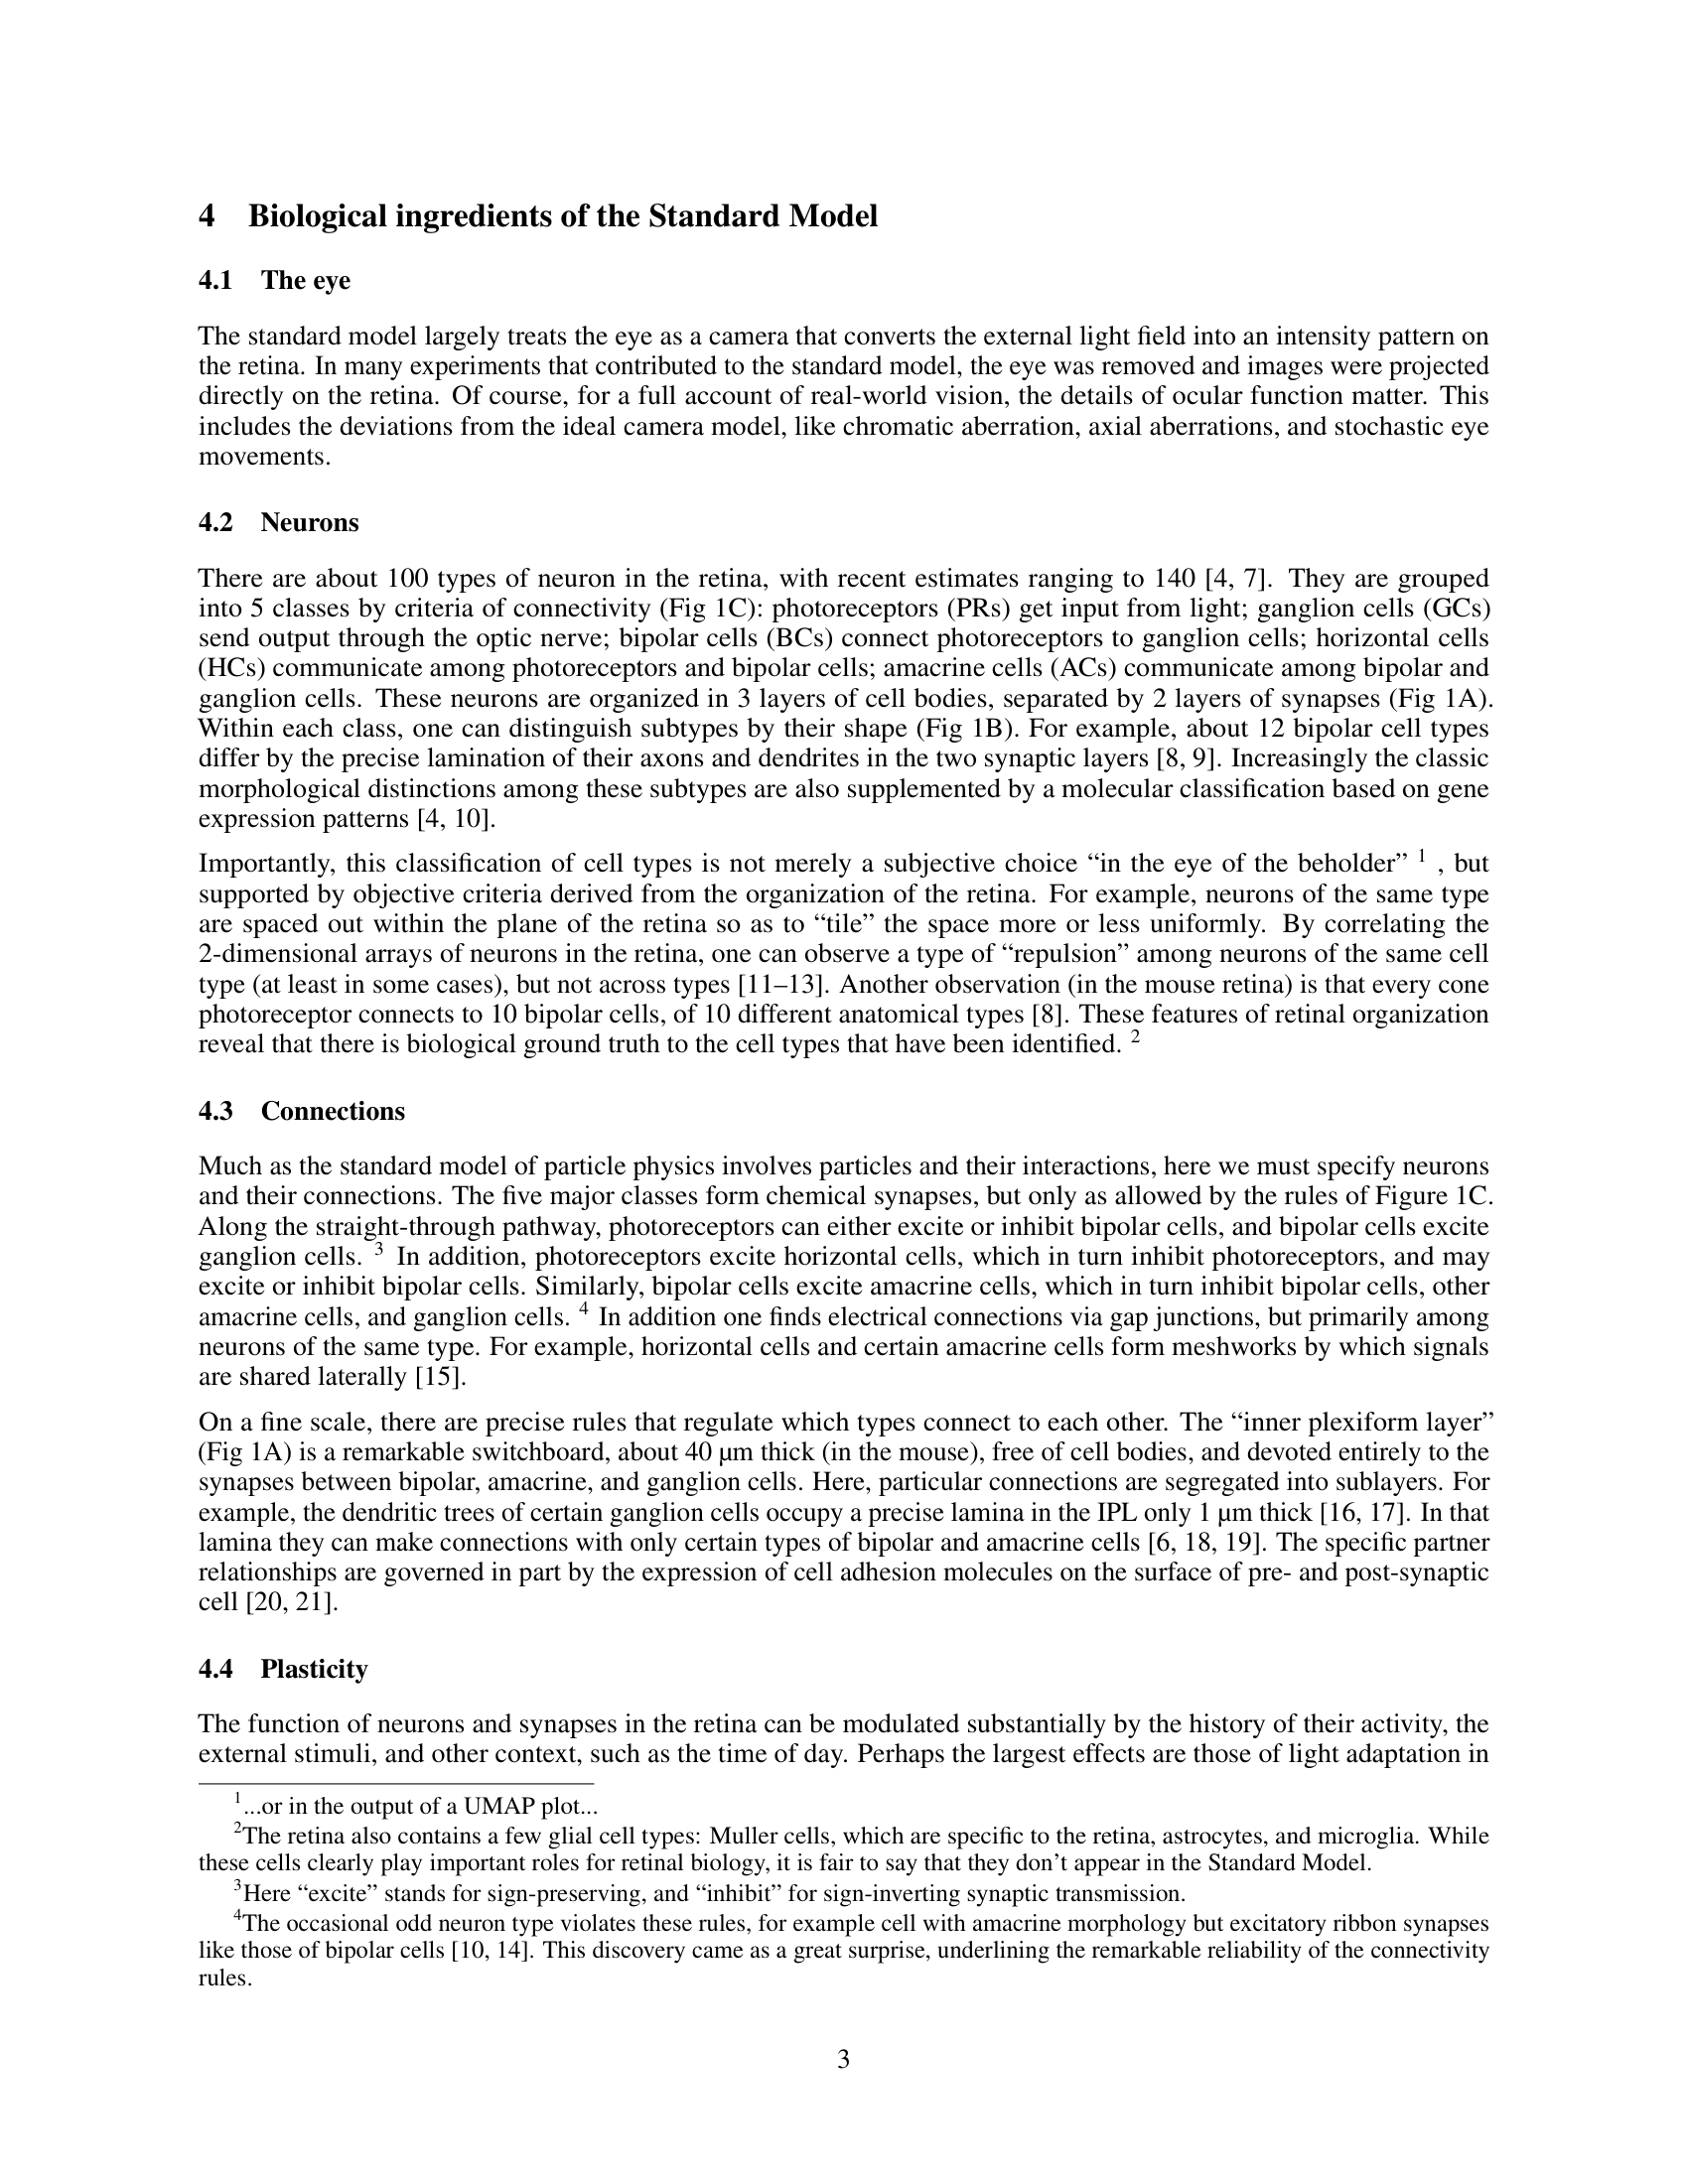 4 Biological ingredients of the Standard Model
4.1 The eye
The standard model largely treats the eye as a camera that converts the external light field into an intensity pattern on
the retina. In many experiments that contributed to the standard model, the eye was removed and images were projected
directly on the retina. Of course, for a full account of real-world vision, the details of ocular function matter. This
includes the deviations from the ideal camera model, like chromatic aberration, axial aberrations, and stochastic eye
movements.
4.2 Neurons
There are about 100 types of neuron in the retina, with recent estimates ranging to 140 [4, 7]. They are grouped
into 5 classes by criteria of connectivity (Fig 1C): photoreceptors (PRs) get input from light; ganglion cells (GCs)
send output through the optic nerve; bipolar cells (BCs) connect photoreceptors to ganglion cells; horizontal cells
(HCs) communicate among photoreceptors and bipolar cells; amacrine cells (ACs) communicate among bipolar and
ganglion cells. These neurons are organized in 3 layers of cell bodies, separated by 2 layers of synapses (Fig 1A).
Within each class, one can distinguish subtypes by their shape (Fig 1B). For example, about 12 bipolar cell types
differ by the precise lamination of their axons and dendrites in the two synaptic layers [8, 9]. Increasingly the classic
morphological distinctions among these subtypes are also supplemented by a molecular classification based on gene
expression patterns [4, 10].
Importantly, this classification of cell types is not merely a subjective choice “in the eye of the beholder” 1 , but
supported by objective criteria derived from the organization of the retina. For example, neurons of the same type
are spaced out within the plane of the retina so as to “tile” the space more or less uniformly. By correlating the
2-dimensional arrays of neurons in the retina, one can observe a type of “repulsion” among neurons of the same cell
type (at least in some cases), but not across types [11–13]. Another observation (in the mouse retina) is that every cone
photoreceptor connects to 10 bipolar cells, of 10 different anatomical types [8]. These features of retinal organization
reveal that there is biological ground truth to the cell types that have been identified. 2
4.3 Connections
Much as the standard model of particle physics involves particles and their interactions, here we must specify neurons
and their connections. The five major classes form chemical synapses, but only as allowed by the rules of Figure 1C.
Along the straight-through pathway, photoreceptors can either excite or inhibit bipolar cells, and bipolar cells excite
ganglion cells. 3 In addition, photoreceptors excite horizontal cells, which in turn inhibit photoreceptors, and may
excite or inhibit bipolar cells. Similarly, bipolar cells excite amacrine cells, which in turn inhibit bipolar cells, other
amacrine cells, and ganglion cells. 4 In addition one finds electrical connections via gap junctions, but primarily among
neurons of the same type. For example, horizontal cells and certain amacrine cells form meshworks by which signals
are shared laterally [15].
On a fine scale, there are precise rules that regulate which types connect to each other. The “inner plexiform layer”
(Fig 1A) is a remarkable switchboard, about 40 µm thick (in the mouse), free of cell bodies, and devoted entirely to the
synapses between bipolar, amacrine, and ganglion cells. Here, particular connections are segregated into sublayers. For
example, the dendritic trees of certain ganglion cells occupy a precise lamina in the IPL only 1 µm thick [16, 17]. In that
lamina they can make connections with only certain types of bipolar and amacrine cells [6, 18, 19]. The specific partner
relationships are governed in part by the expression of cell adhesion molecules on the surface of pre- and post-synaptic
cell [20, 21].
4.4 Plasticity
The function of neurons and synapses in the retina can be modulated substantially by the history of their activity, the
external stimuli, and other context, such as the time of day. Perhaps the largest effects are those of light adaptation in
1...or in the output of a UMAP plot...
2The retina also contains a few glial cell types: Muller cells, which are specific to the retina, astrocytes, and microglia. While
these cells clearly play important roles for retinal biology, it is fair to say that they don’t appear in the Standard Model.
3Here “excite” stands for sign-preserving, and “inhibit” for sign-inverting synaptic transmission.
4The occasional odd neuron type violates these rules, for example cell with amacrine morphology but excitatory ribbon synapses
like those of bipolar cells [10, 14]. This discovery came as a great surprise, underlining the remarkable reliability of the connectivity
rules.
3